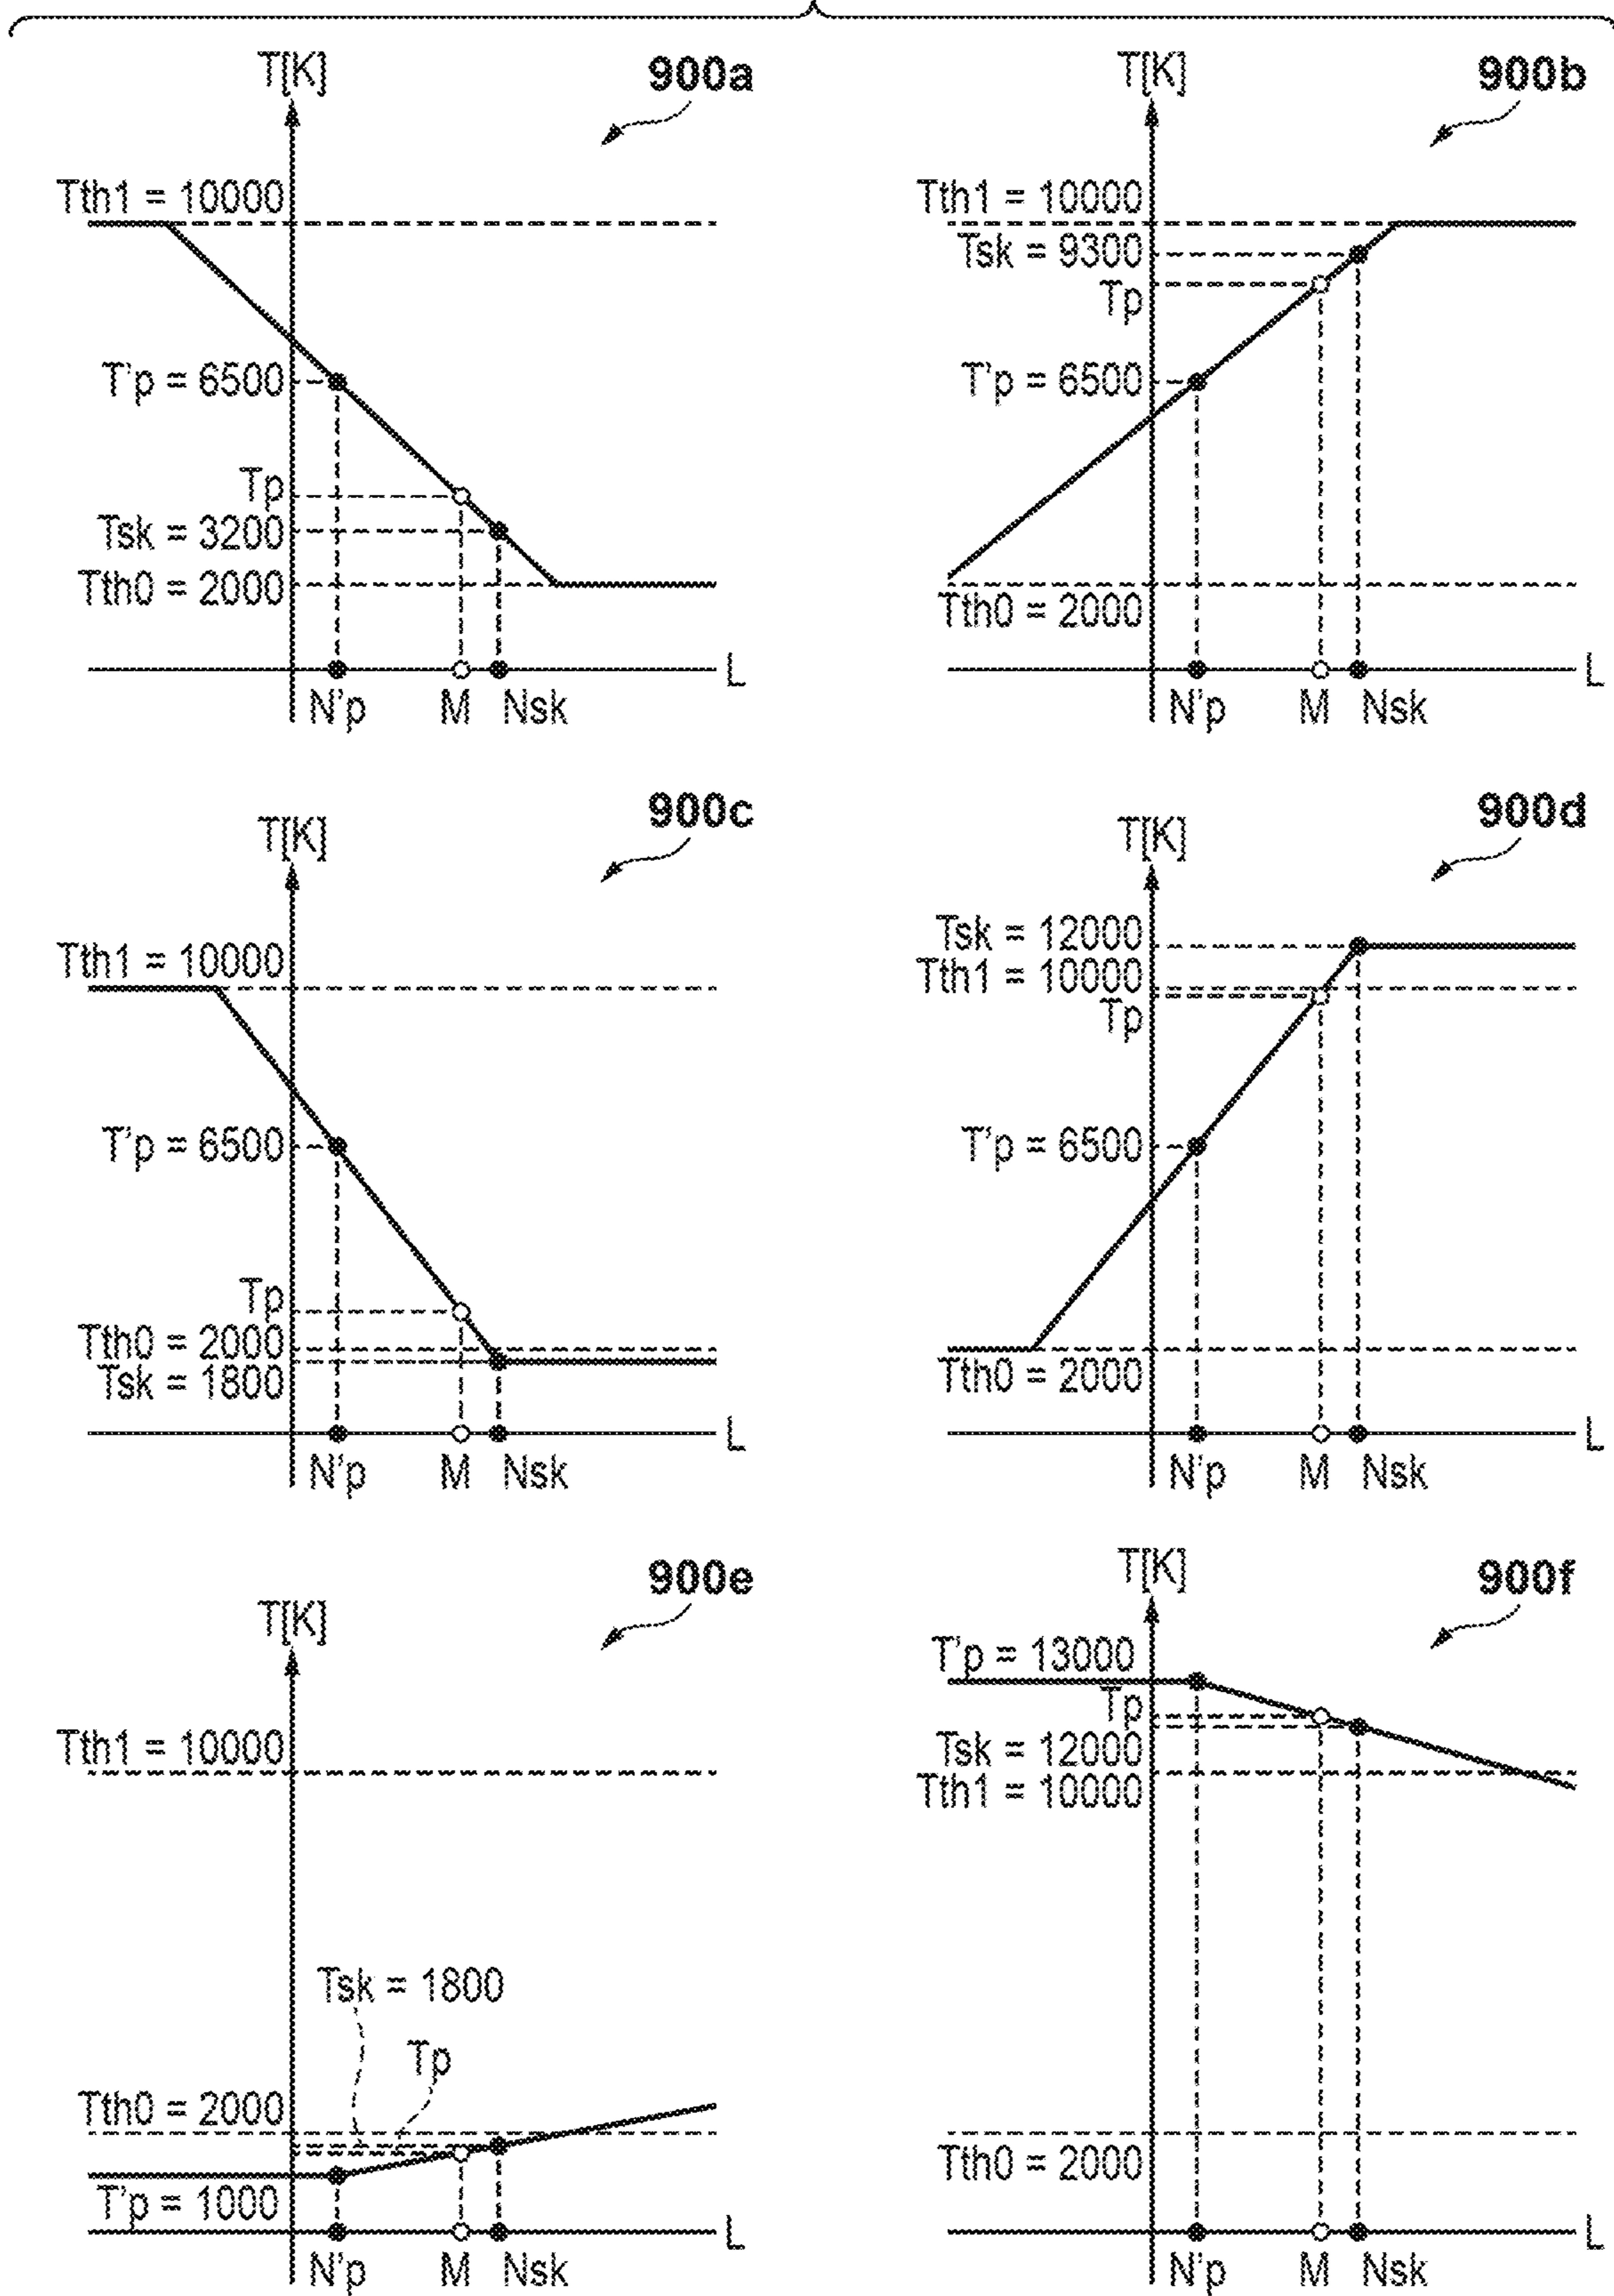 900a
T[K]
Tth1 = 10000
T'p = 6500
Tp
Tsk = 3200
Tth0 = 2000
L
N'p M Nsk
900b
T[K]
Tth1 = 10000
Tsk = 9300
Tp
T'p = 6500
Tth0 = 2000
L
N'p M Nsk
900c
T[K]
Tth1 = 10000
T'p = 6500
Tp
Tth0 = 2000
Tsk = 1800
L
N'p M Nsk
900d
T[K]
Tsk = 12000
Tth1 = 10000
Tp
T'p = 6500
Tth0 = 2000
L
N'p M Nsk
900e
T[K]
Tth1 = 10000
Tsk = 1800
Tp
Tth0 = 2000
T'p = 1000
L
N'p M Nsk
900f
T[K]
T'p = 13000
Tp
Tsk = 12000
Tth1 = 10000
Tth0 = 2000
L
N'p M Nsk